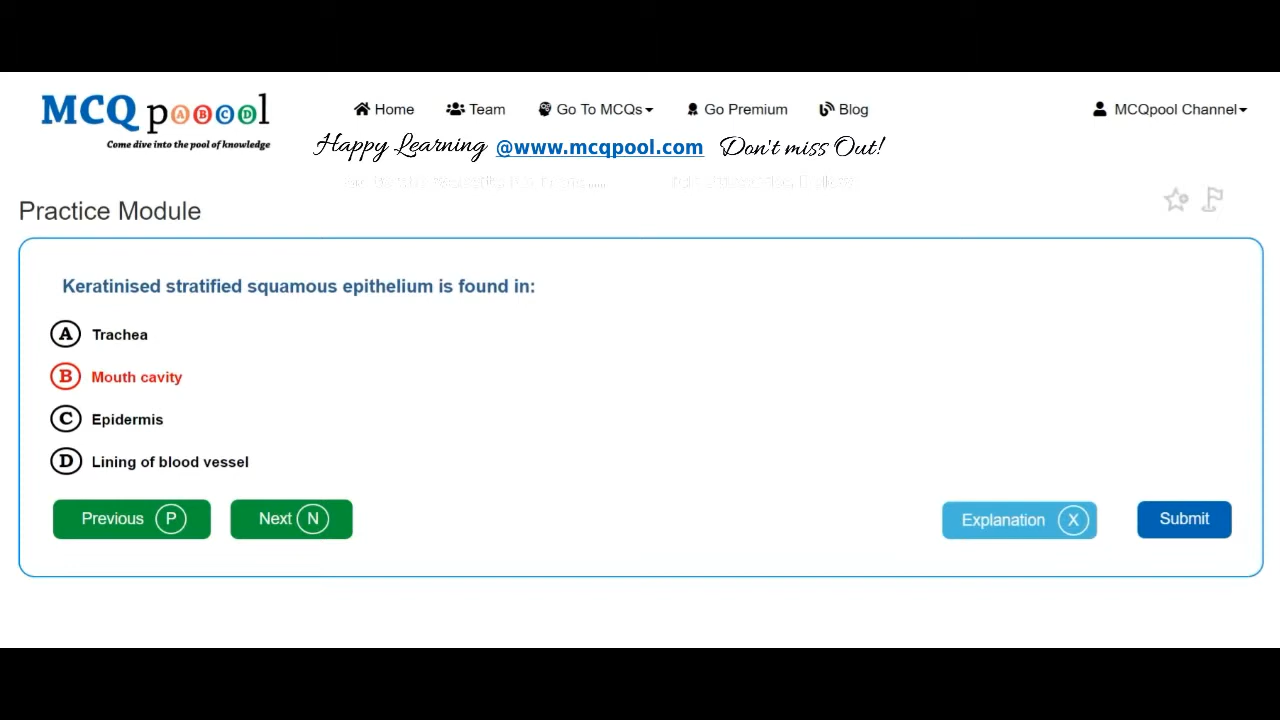 MCQ poool
Come dive into the pool of knowledge
Home Team Go To MCQs Go Premium Blog MCQpool Channel
Happy Learning @www.mcqpool.com Don't miss Out!
Practice Module
Keratinised stratified squamous epithelium is found in:
A Trachea
B Mouth cavity
C Epidermis
D Lining of blood vessel
Previous P Next N Explanation X Submit